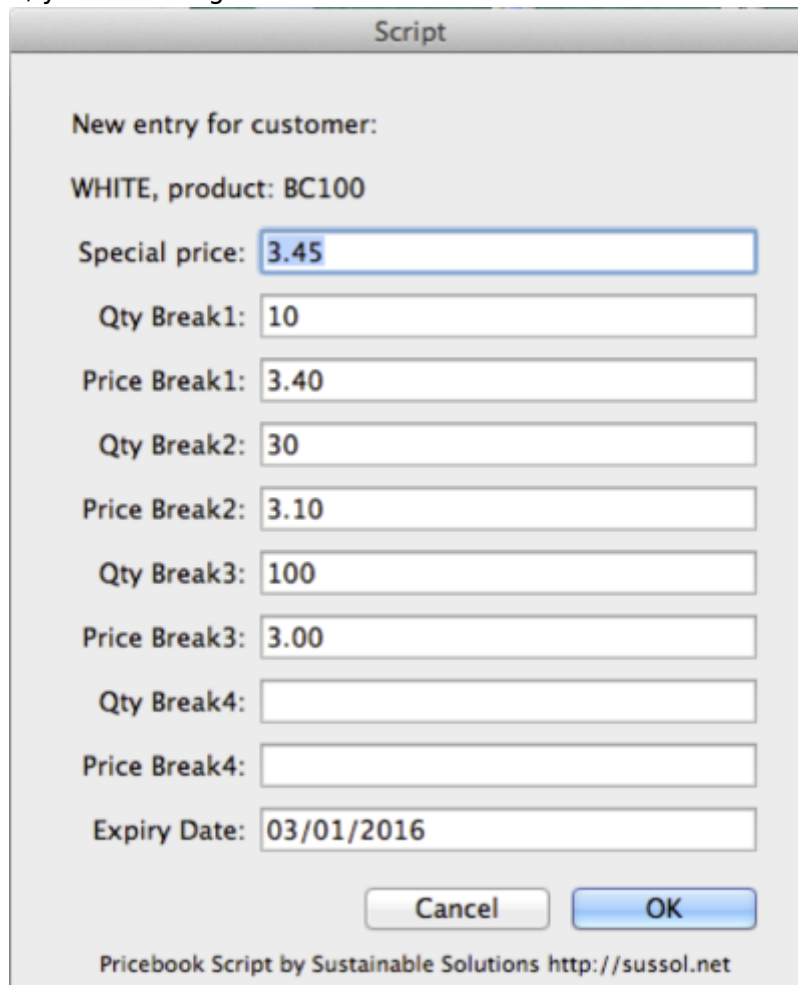 Script
New entry for customer:
WHITE, product: BC100
Special price: 3.45
Qty Break1: 10
Price Break1: 3.40
Qty Break2: 30
Price Break2: 3.10
Qty Break3: 100
Price Break3: 3.00
Qty Break4:
Price Break4:
Expiry Date: 03/01/2016
Cancel OK
Pricebook Script by Sustainable Solutions http://sussol.net